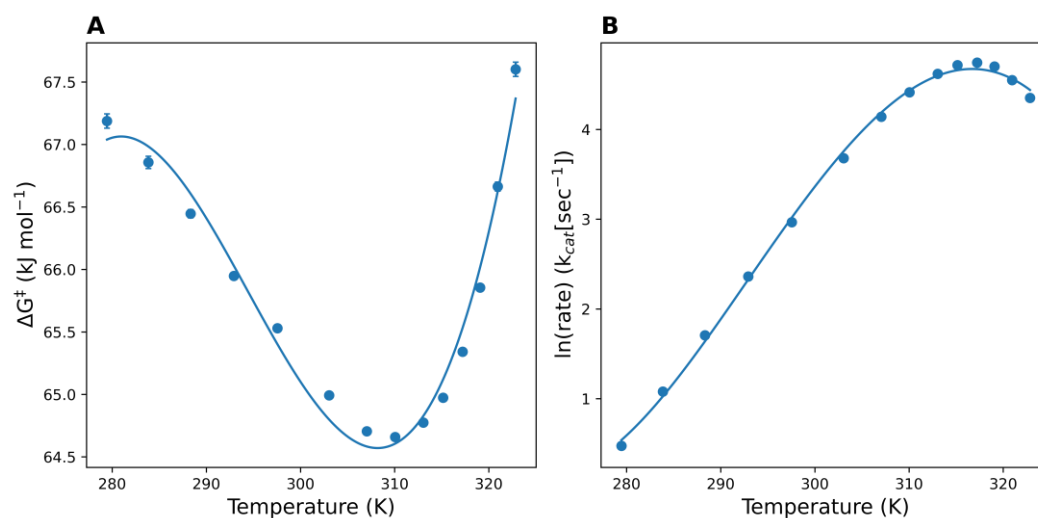 A
67.5
67.0
66.5
66.0
65.5
65.0
64.5
ΔG‡ (kJ mol⁻¹)
280 290 300 310 320
Temperature (K)
B
4
3
2
1
ln(rate) (k_cat[sec⁻¹])
280 290 300 310 320
Temperature (K)